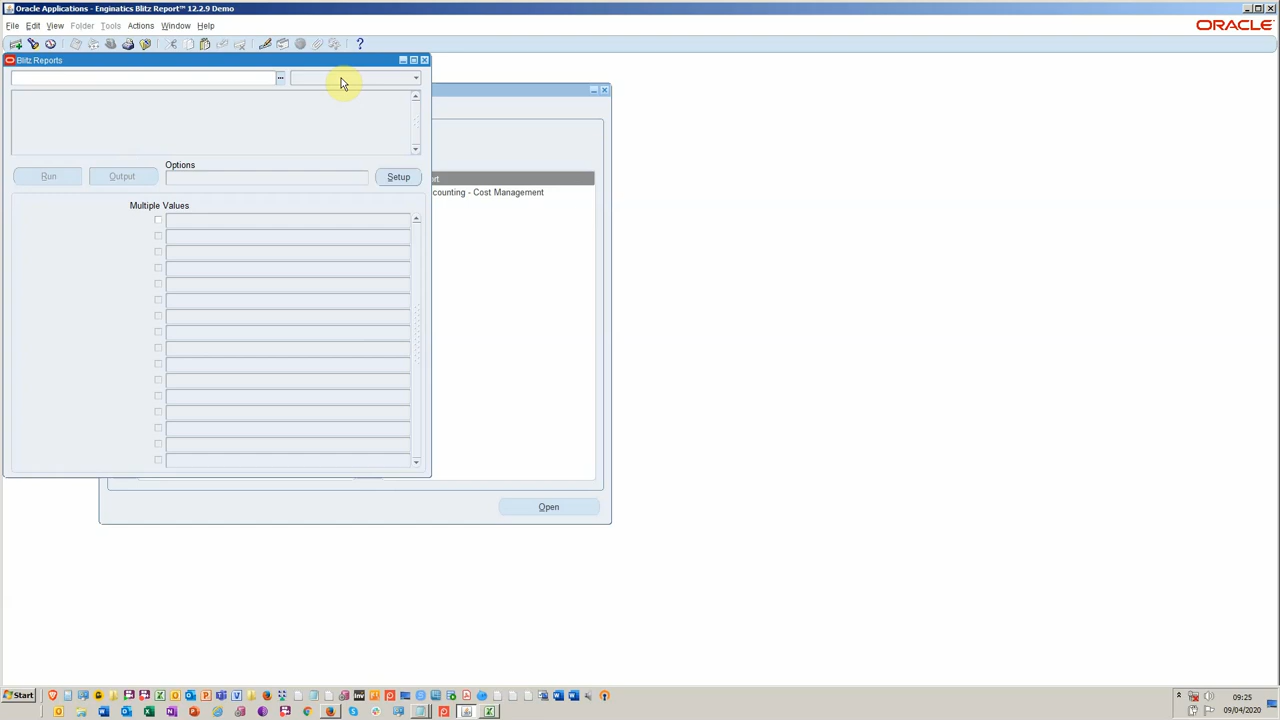 Oracle Applications - Enginatics Blitz Report™ 12.2.9 Demo
File Edit View Folder Tools Actions Window Help
ORACLE
Blitz Reports
Options
Run
Output
Setup
ort
counting - Cost Management
Multiple Values
Open
Start
09:25
09/04/2020